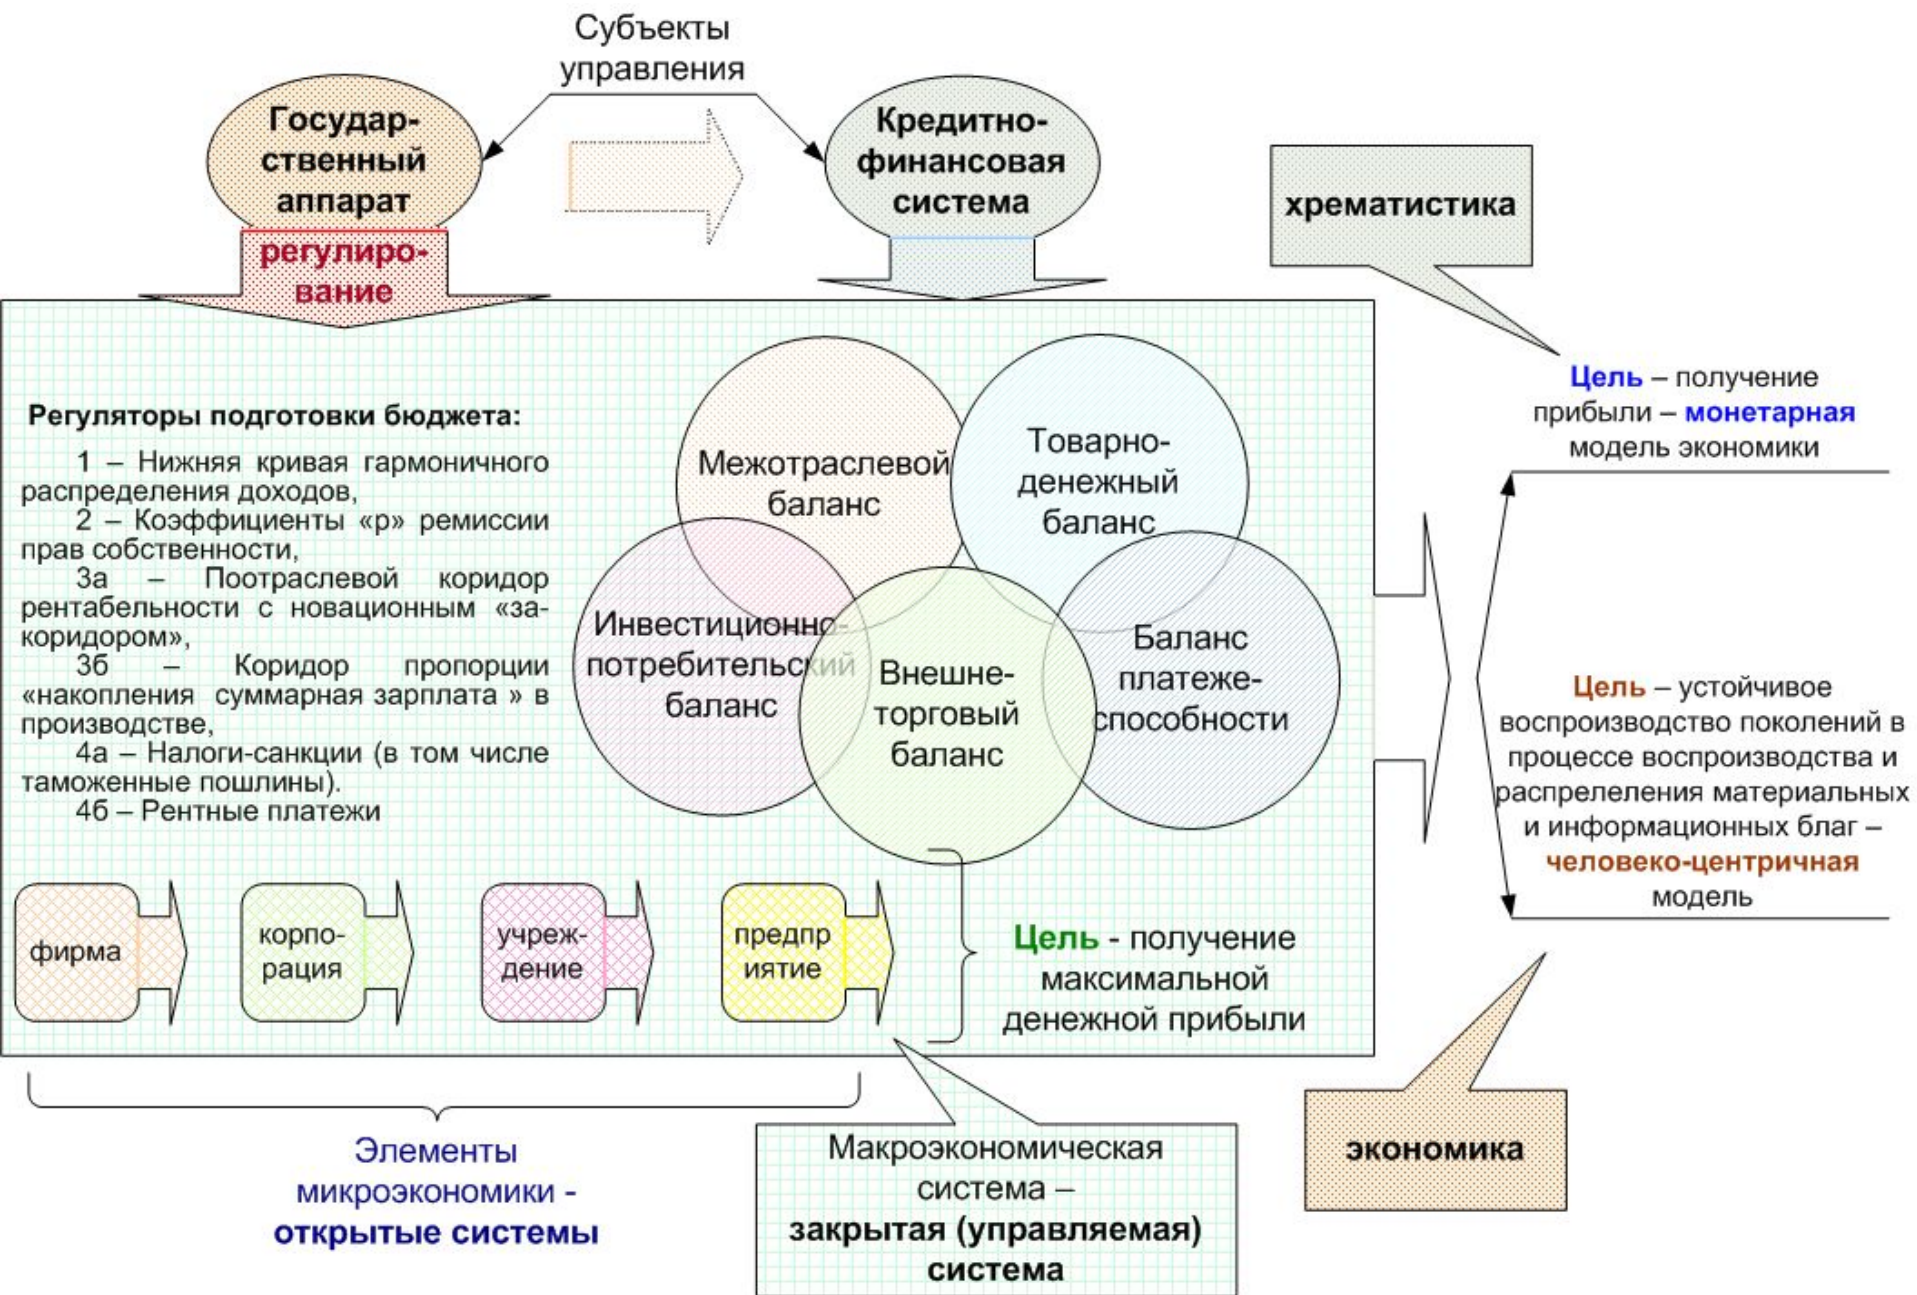 Субъекты
управления
Государ-
ственный
аппарат
регулиро-
вание
Кредитно-
финансовая
система
хрематистика
Цель – получение
прибыли – монетарная
модель экономики
Регуляторы подготовки бюджета:
1 – Нижняя кривая гармоничного
распределения доходов,
2 – Коэффициенты «р» ремиссии
прав собственности,
3а – Поотраслевой коридор
рентабельности с новационным «за-
коридором»,
3б – Коридор пропорции
«накопления суммарная зарплата » в
производстве,
4а – Налоги-санкции (в том числе
таможенные пошлины).
4б – Рентные платежи
Межотраслевой
баланс
Товарно-
денежный
баланс
Инвестиционно-
потребительский
баланс
Внешне-
торговый
баланс
Баланс
платеже-
способности
Цель – устойчивое
воспроизводство поколений в
процессе воспроизводства и
распрелеления материальных
и информационных благ –
человеко-центричная
модель
фирма
корпо-
рация
учреж-
дение
предпр
иятие
Цель - получение
максимальной
денежной прибыли
Элементы
микроэкономики -
открытые системы
Макроэкономическая
система –
закрытая (управляемая)
система
экономика